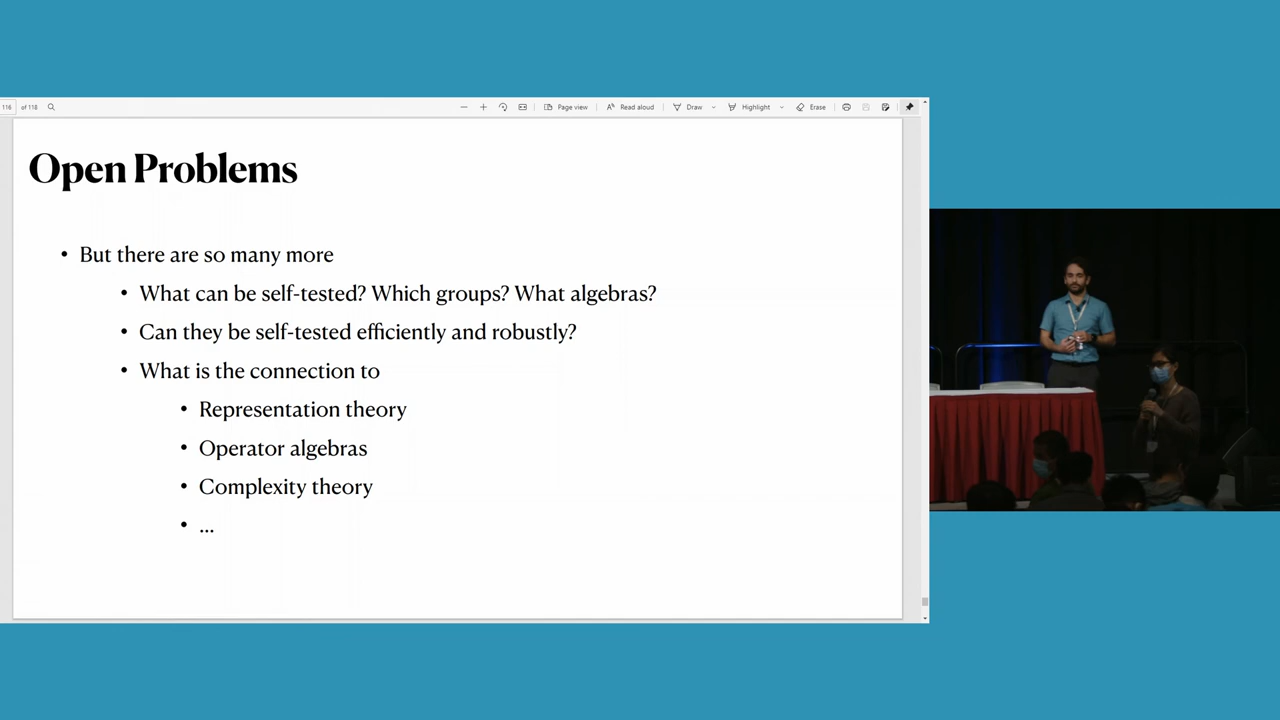 116 of 118 Page view Read aloud Draw Highlight Erase
Open Problems
• But there are so many more
• What can be self-tested? Which groups? What algebras?
• Can they be self-tested efficiently and robustly?
• What is the connection to
• Representation theory
• Operator algebras
• Complexity theory
• ...